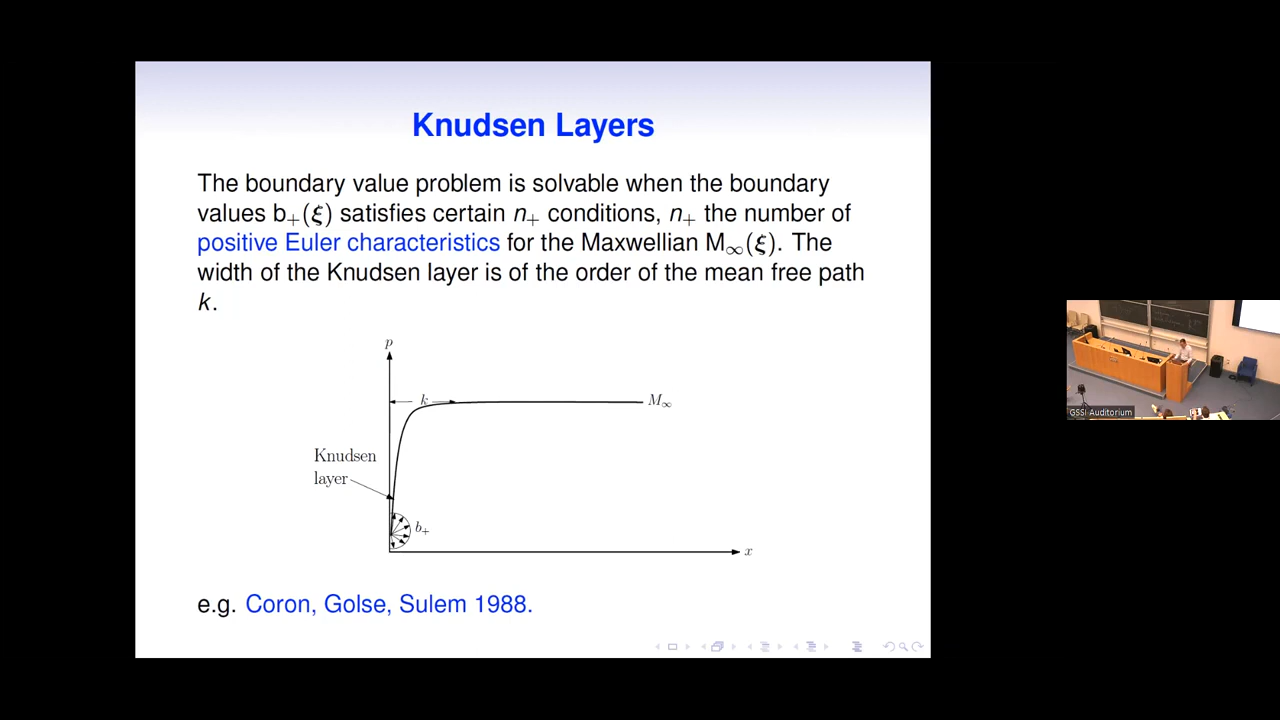 Knudsen Layers
The boundary value problem is solvable when the boundary
values b₊(ξ) satisfies certain n₊ conditions, n₊ the number of
positive Euler characteristics for the Maxwellian M∞(ξ). The
width of the Knudsen layer is of the order of the mean free path
k.
p
k
M∞
Knudsen
layer
b₊
x
e.g. Coron, Golse, Sulem 1988.
GSSI Auditorium